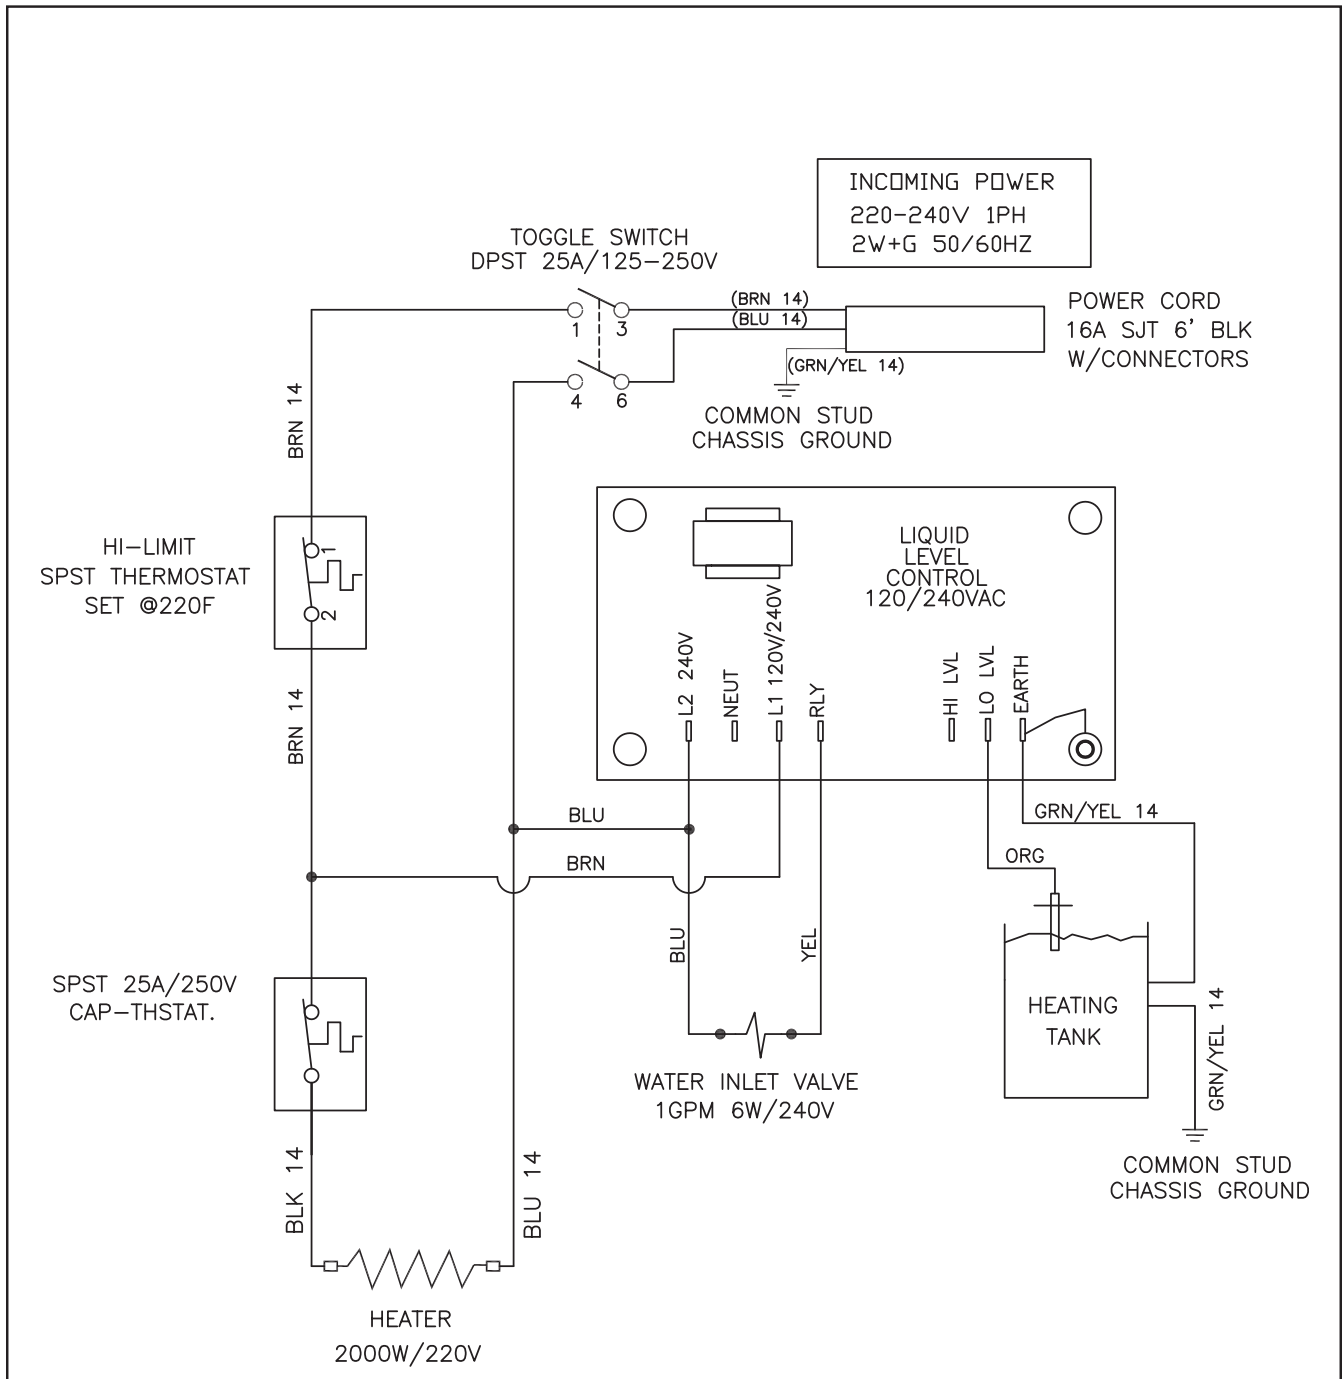 INCOMING POWER
220-240V 1PH
2W+G 50/60HZ
TOGGLE SWITCH
DPST 25A/125-250V
(BRN 14)
(BLU 14)
(GRN/YEL 14)
1
3
4
6
POWER CORD
16A SJT 6' BLK
W/CONNECTORS
COMMON STUD
CHASSIS GROUND
BRN 14
HI-LIMIT
SPST THERMOSTAT
SET @220F
1
2
BRN 14
LIQUID
LEVEL
CONTROL
120/240VAC
L2 240V
NEUT
L1 120V/240V
RLY
HI LVL
LO LVL
EARTH
BLU
BRN
GRN/YEL 14
ORG
BLU
YEL
SPST 25A/250V
CAP-THSTAT.
HEATING
TANK
GRN/YEL 14
WATER INLET VALVE
1GPM 6W/240V
BLK 14
BLU 14
COMMON STUD
CHASSIS GROUND
HEATER
2000W/220V